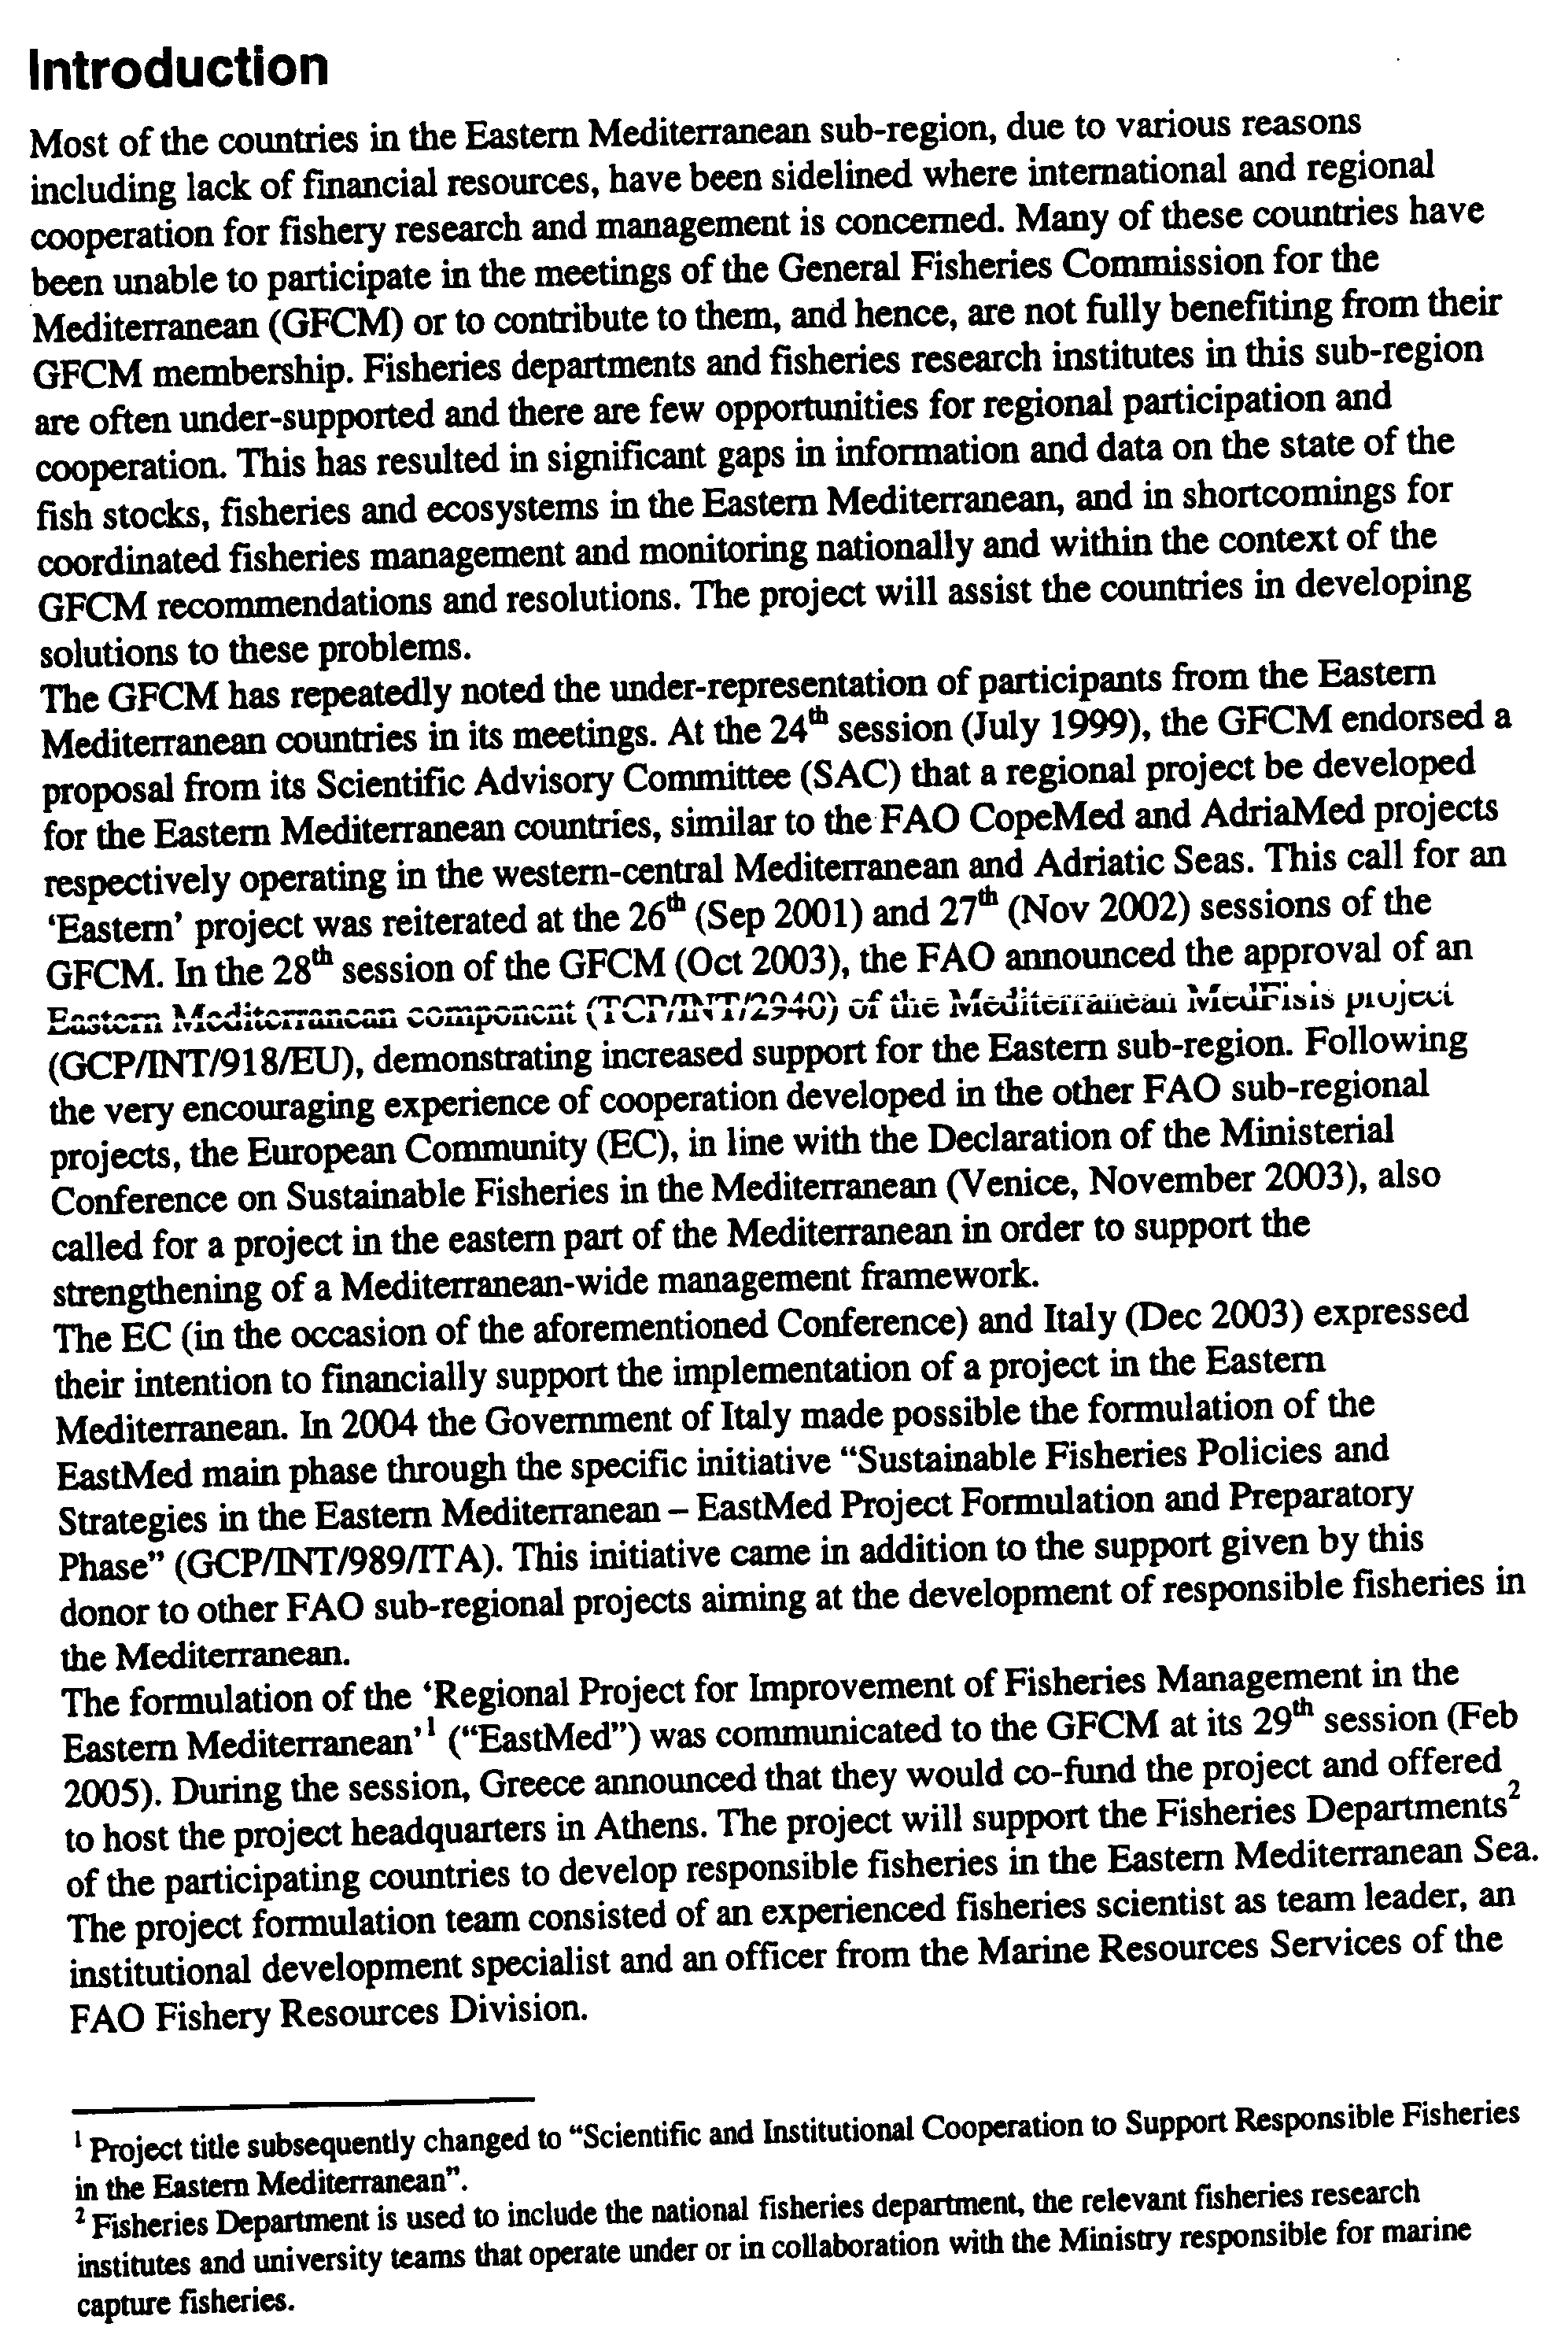 Introduction
Most of the countries in the Eastern Mediterranean sub-region, due to various reasons
including lack of financial resources, have been sidelined where international and regional
cooperation for fishery research and management is concerned. Many of these countries have
been unable to participate in the meetings of the General Fisheries Commission for the
Mediterranean (GFCM) or to contribute to them, and hence, are not fully benefiting from their
GFCM membership. Fisheries departments and fisheries research institutes in this sub-region
are often under-supported and there are few opportunities for regional participation and
cooperation. This has resulted in significant gaps in information and data on the state of the
fish stocks, fisheries and ecosystems in the Eastern Mediterranean, and in shortcomings for
coordinated fisheries management and monitoring nationally and within the context of the
GFCM recommendations and resolutions. The project will assist the countries in developing
solutions to these problems.
The GFCM has repeatedly noted the under-representation of participants from the Eastern
Mediterranean countries in its meetings. At the 24th session (July 1999), the GFCM endorsed a
proposal from its Scientific Advisory Committee (SAC) that a regional project be developed
for the Eastern Mediterranean countries, similar to the FAO CopeMed and AdriaMed projects
respectively operating in the western-central Mediterranean and Adriatic Seas. This call for an
‘Eastern’ project was reiterated at the 26th (Sep 2001) and 27th (Nov 2002) sessions of the
GFCM. In the 28th session of the GFCM (Oct 2003), the FAO announced the approval of an
Eastern Mediterranean component (TCP/INT/2940) of the Mediterranean MedFisis project
(GCP/INT/918/EU), demonstrating increased support for the Eastern sub-region. Following
the very encouraging experience of cooperation developed in the other FAO sub-regional
projects, the European Community (EC), in line with the Declaration of the Ministerial
Conference on Sustainable Fisheries in the Mediterranean (Venice, November 2003), also
called for a project in the eastern part of the Mediterranean in order to support the
strengthening of a Mediterranean-wide management framework.
The EC (in the occasion of the aforementioned Conference) and Italy (Dec 2003) expressed
their intention to financially support the implementation of a project in the Eastern
Mediterranean. In 2004 the Government of Italy made possible the formulation of the
EastMed main phase through the specific initiative “Sustainable Fisheries Policies and
Strategies in the Eastern Mediterranean – EastMed Project Formulation and Preparatory
Phase” (GCP/INT/989/ITA). This initiative came in addition to the support given by this
donor to other FAO sub-regional projects aiming at the development of responsible fisheries in
the Mediterranean.
The formulation of the ‘Regional Project for Improvement of Fisheries Management in the
Eastern Mediterranean’1 (“EastMed”) was communicated to the GFCM at its 29th session (Feb
2005). During the session, Greece announced that they would co-fund the project and offered
to host the project headquarters in Athens. The project will support the Fisheries Departments2
of the participating countries to develop responsible fisheries in the Eastern Mediterranean Sea.
The project formulation team consisted of an experienced fisheries scientist as team leader, an
institutional development specialist and an officer from the Marine Resources Services of the
FAO Fishery Resources Division.
1 Project title subsequently changed to “Scientific and Institutional Cooperation to Support Responsible Fisheries
in the Eastern Mediterranean”.
2 Fisheries Department is used to include the national fisheries department, the relevant fisheries research
institutes and university teams that operate under or in collaboration with the Ministry responsible for marine
capture fisheries.